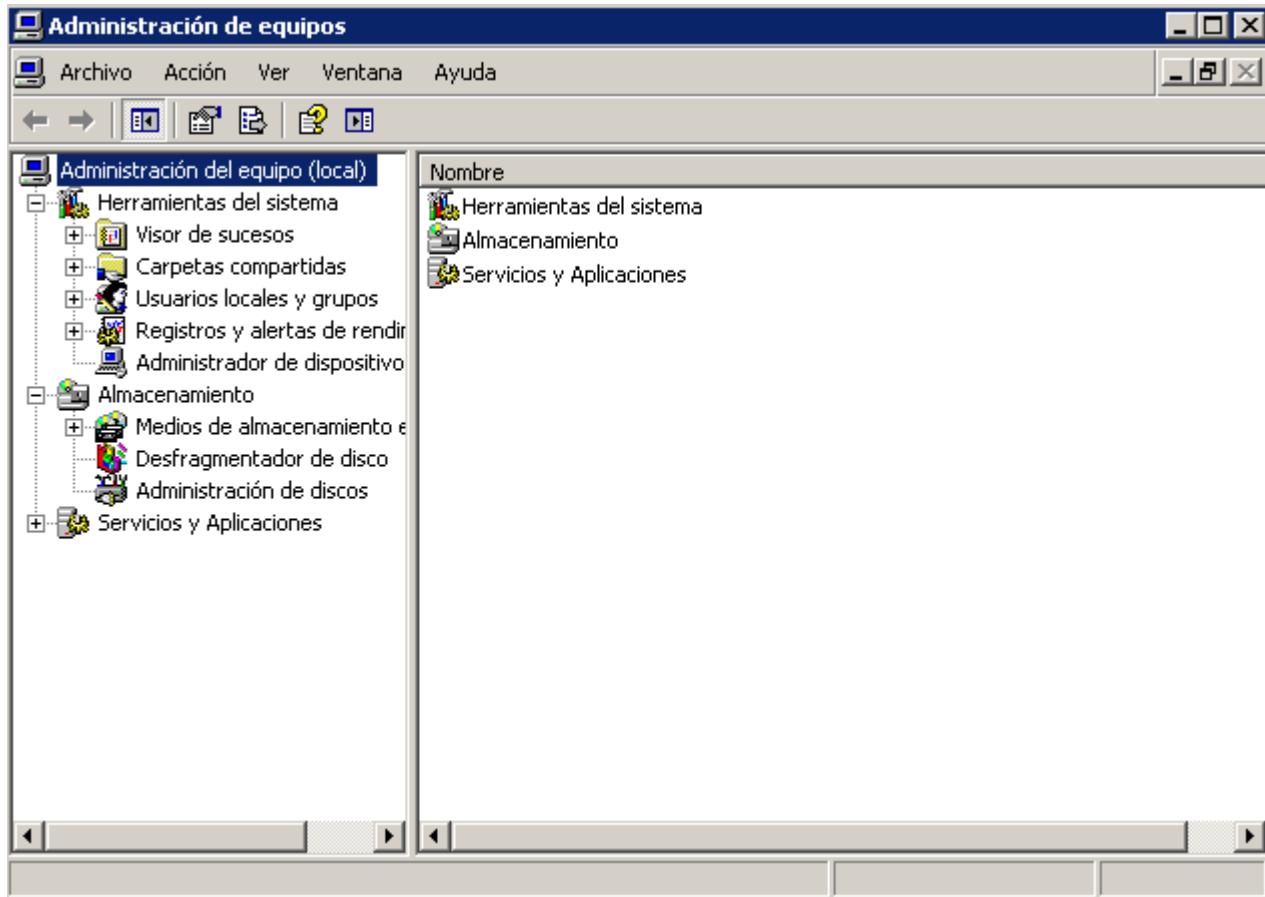 Administración de equipos
Archivo Acción Ver Ventana Ayuda
Administración del equipo (local)
Herramientas del sistema
Visor de sucesos
Carpetas compartidas
Usuarios locales y grupos
Registros y alertas de rendir
Administrador de dispositivo
Almacenamiento
Medios de almacenamiento e
Desfragmentador de disco
Administración de discos
Servicios y Aplicaciones
Nombre
Herramientas del sistema
Almacenamiento
Servicios y Aplicaciones